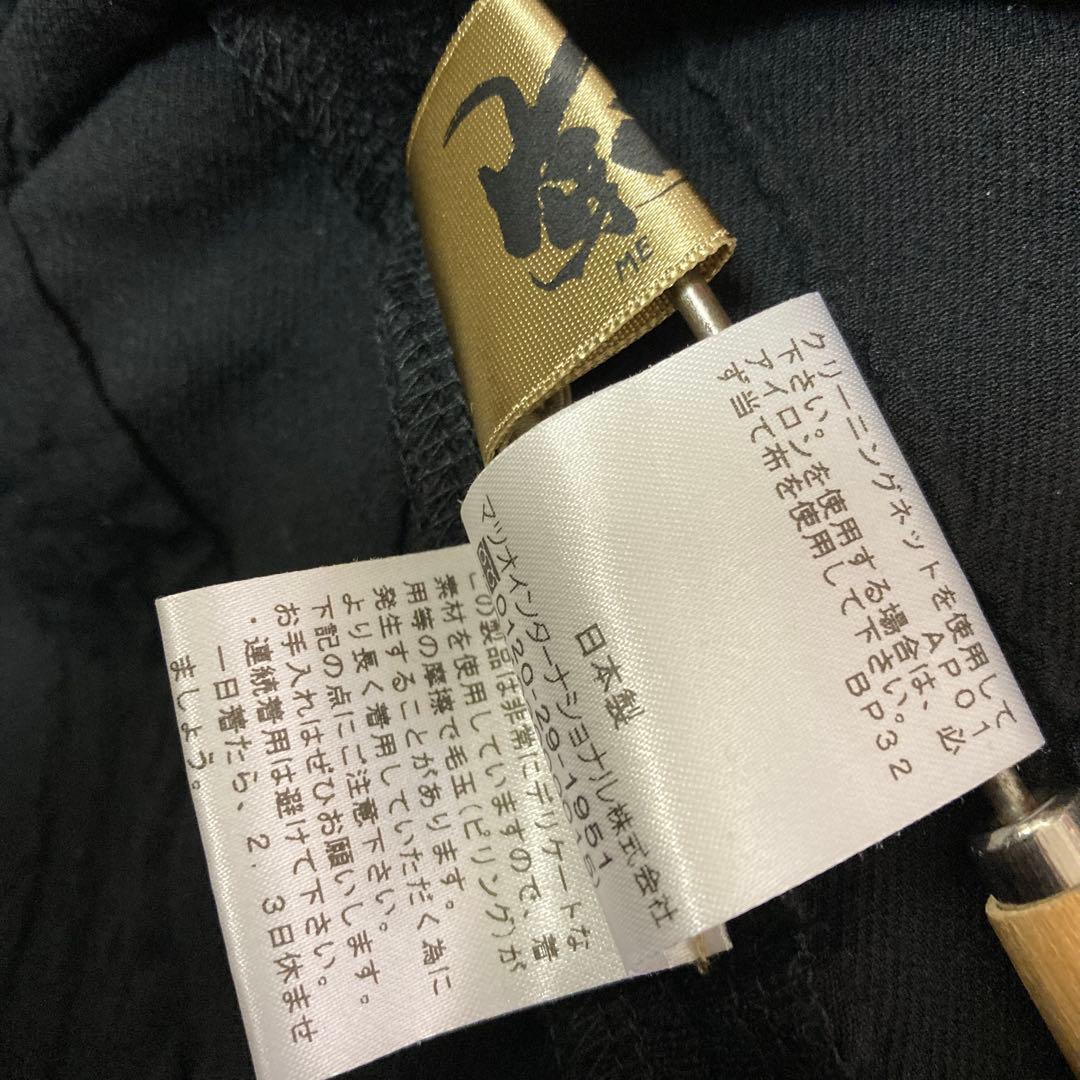 ME
クリーニングネットを使用して
下さい。 AP01
アイロンを使用する場合は、必
ず当て布を使用して下さい。
BP32
日本製
マツオインターナショナル株式会社
0120-29-1951
この製品は非常にデリケートな
素材を使用していますので、着
用等の摩擦で毛玉(ピリング)が
発生することがあります。
より長く着用していただく為に
下記の点にご注意下さい。
お手入れはぜひお願いします。
・連続着用は避けて下さい。
一日着たら、2.3日休ませ
ましょう。